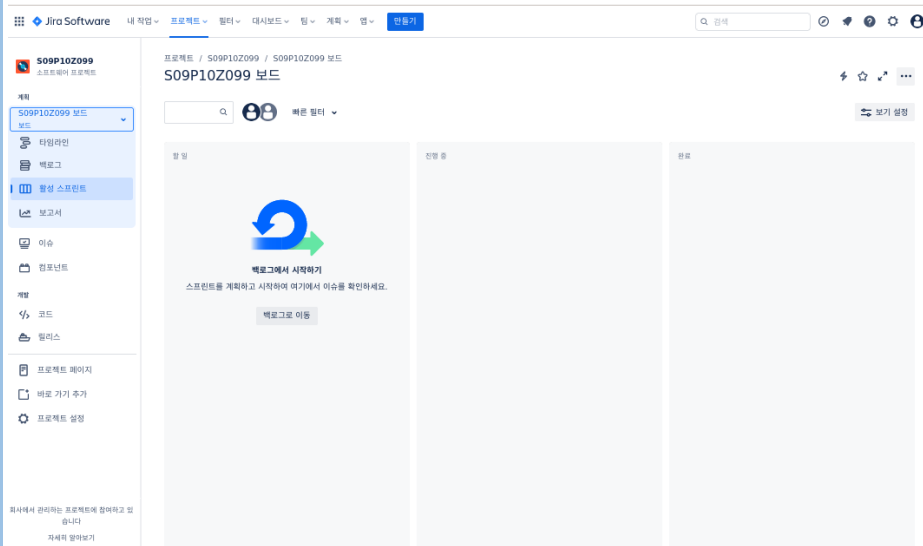 Jira Software
내 작업
프로젝트
필터
대시보드
팀
계획
앱
만들기
검색
S09P10Z099
소프트웨어 프로젝트
계획
S09P10Z099 보드
보드
타임라인
백로그
활성 스프린트
보고서
이슈
컴포넌트
개발
코드
릴리스
프로젝트 페이지
바로 가기 추가
프로젝트 설정
회사에서 관리하는 프로젝트에 참여하고 있
습니다
자세히 알아보기
프로젝트 / S09P10Z099 / S09P10Z099 보드
S09P10Z099 보드
빠른 필터
보기 설정
할 일
진행 중
완료
백로그에서 시작하기
스프린트를 계획하고 시작하여 여기에서 이슈를 확인하세요.
백로그로 이동